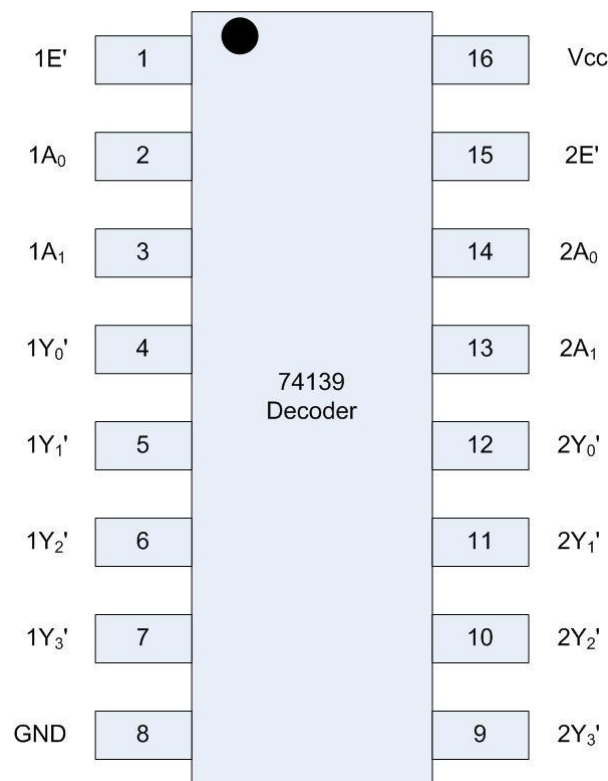 1E' 1 16 Vcc
1A₀ 2 15 2E'
1A₁ 3 14 2A₀
1Y₀' 4 13 2A₁
74139
Decoder
1Y₁' 5 12 2Y₀'
1Y₂' 6 11 2Y₁'
1Y₃' 7 10 2Y₂'
GND 8 9 2Y₃'